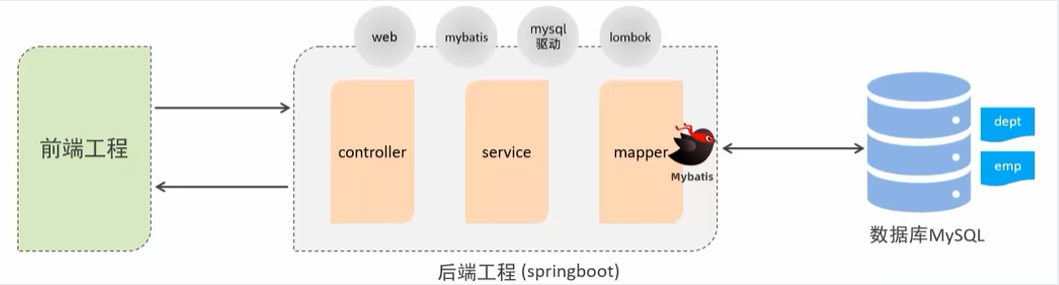 web
mybatis
mysql
驱动
lombok
前端工程
controller
service
mapper
Mybatis
dept
emp
数据库MySQL
后端工程 (springboot)